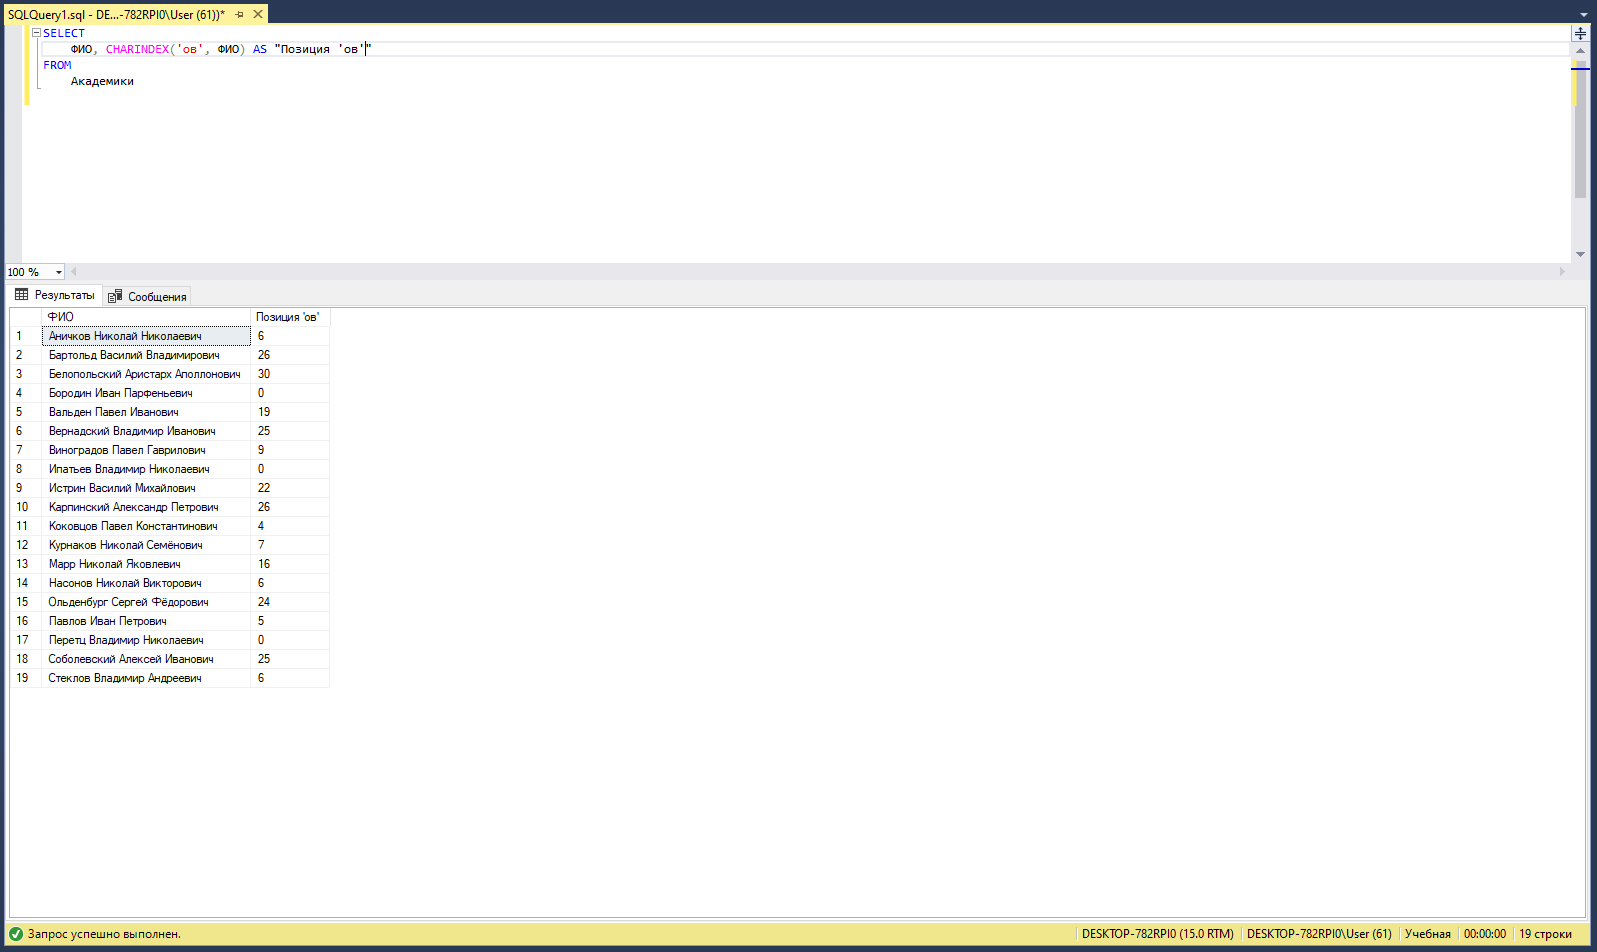 SQLQuery1.sql - DE...-782RPI0\User (61))*
SELECT
ФИО, CHARINDEX('ов', ФИО) AS "Позиция 'ов'"
FROM
Академики
100 %
Результаты Сообщения
ФИО Позиция 'ов'
1 Аничков Николай Николаевич 6
2 Бартольд Василий Владимирович 26
3 Белопольский Аристарх Аполлонович 30
4 Бородин Иван Парфеньевич 0
5 Вальден Павел Иванович 19
6 Вернадский Владимир Иванович 25
7 Виноградов Павел Гаврилович 9
8 Ипатьев Владимир Николаевич 0
9 Истрин Василий Михайлович 22
10 Карпинский Александр Петрович 26
11 Коковцов Павел Константинович 4
12 Курнаков Николай Семёнович 7
13 Марр Николай Яковлевич 16
14 Насонов Николай Викторович 6
15 Ольденбург Сергей Фёдорович 24
16 Павлов Иван Петрович 5
17 Перетц Владимир Николаевич 0
18 Соболевский Алексей Иванович 25
19 Стеклов Владимир Андреевич 6
Запрос успешно выполнен. DESKTOP-782RPI0 (15.0 RTM) DESKTOP-782RPI0\User (61) Учебная 00:00:00 19 строки